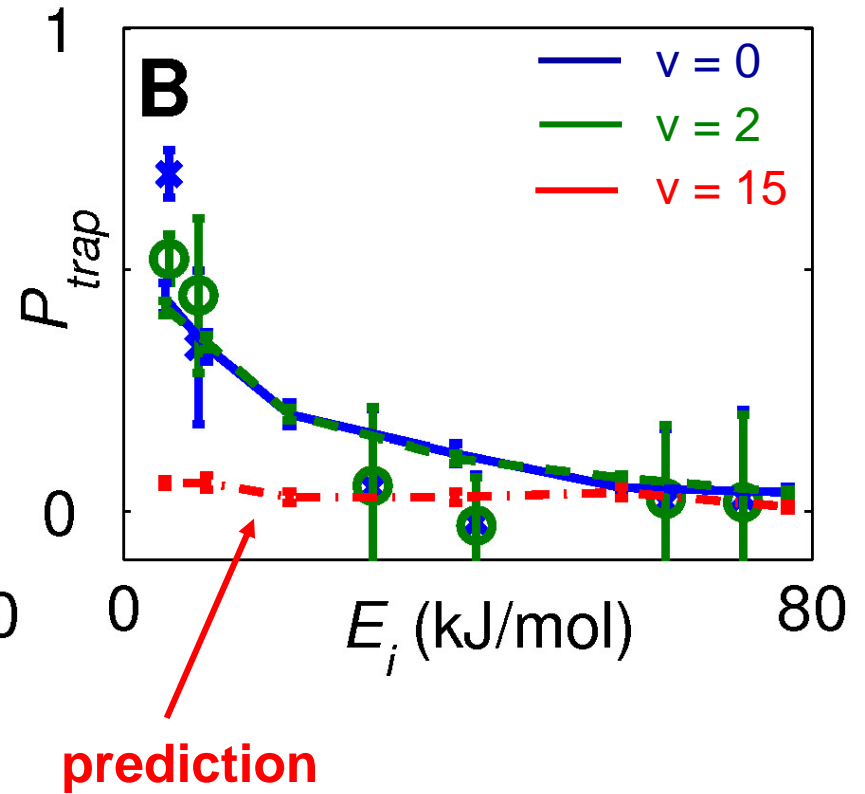 1
B
v = 0
v = 2
v = 15
P trap
0
0
0
80
E i (kJ/mol)
prediction